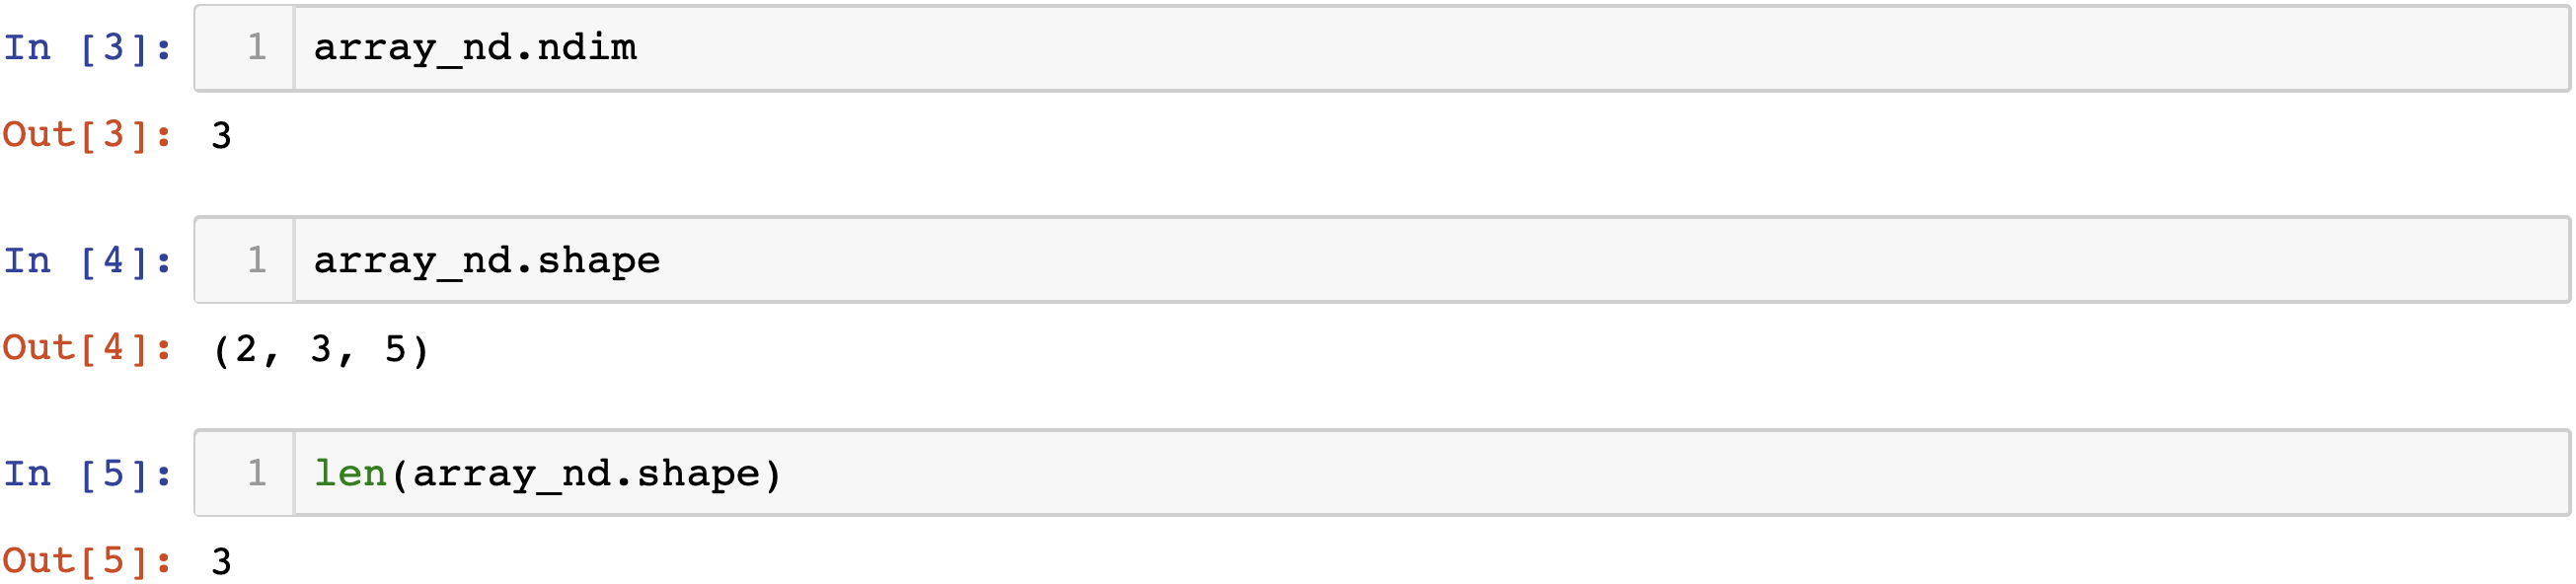 In [3]: 1 array_nd.ndim
Out[3]: 3
In [4]: 1 array_nd.shape
Out[4]: (2, 3, 5)
In [5]: 1 len(array_nd.shape)
Out[5]: 3